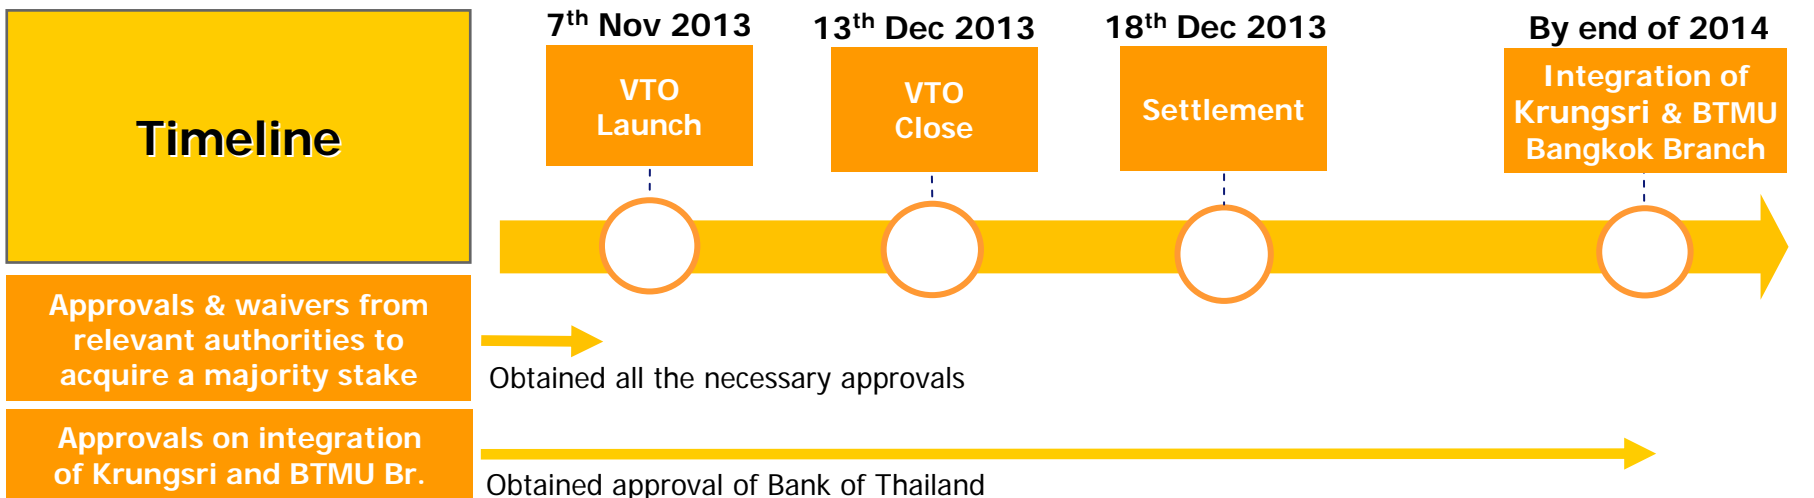 Timeline
7th Nov 2013
VTO
Launch
13th Dec 2013
VTO
Close
18th Dec 2013
Settlement
By end of 2014
Integration of
Krungsri & BTMU
Bangkok Branch
Approvals & waivers from
relevant authorities to
acquire a majority stake
Obtained all the necessary approvals
Approvals on integration
of Krungsri and BTMU Br.
Obtained approval of Bank of Thailand